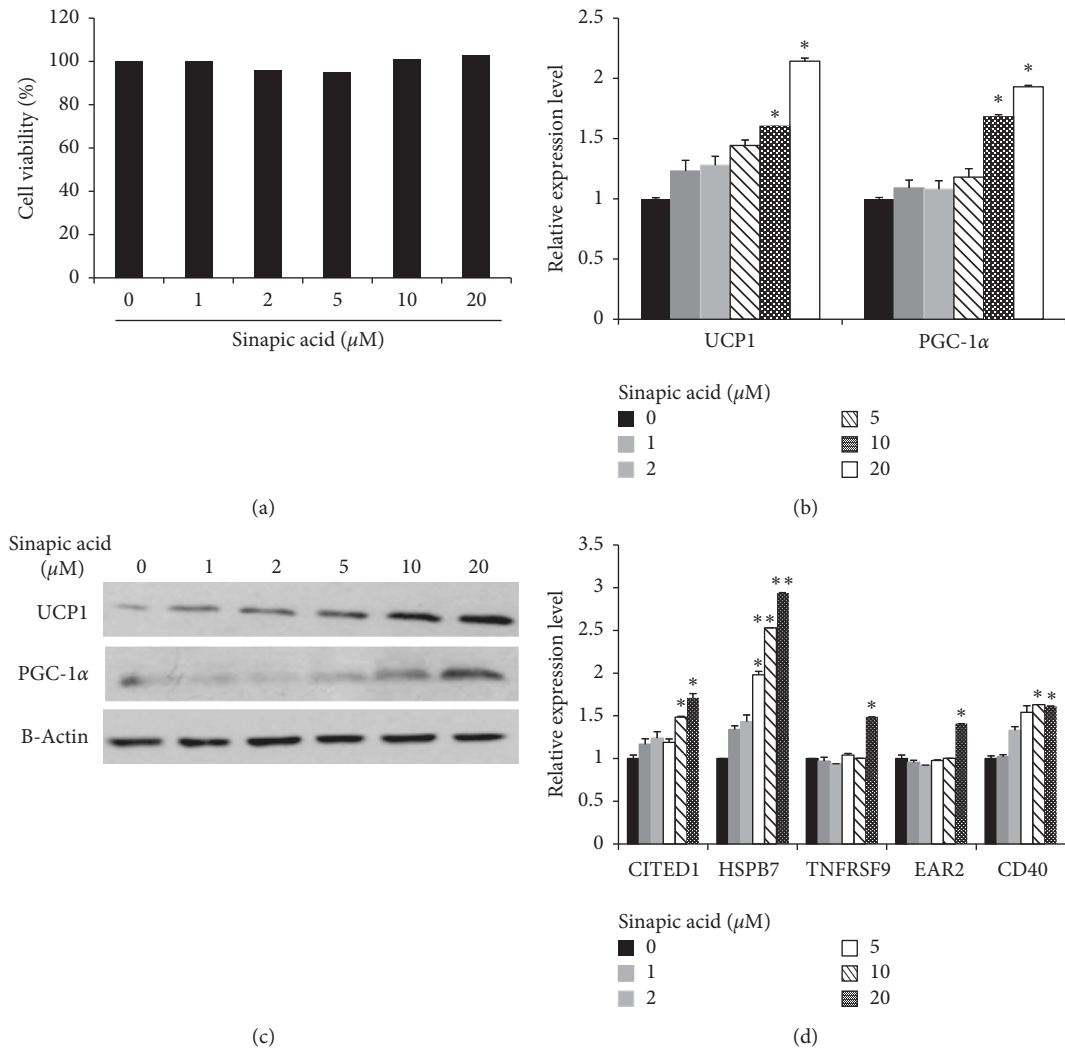 120
100
80
60
40
20
0
Cell viability (%)
0 1 2 5 10 20
Sinapic acid (μM)
(a)
2.5
2
1.5
1
0.5
0
Relative expression level
* * * *
UCP1 PGC-1α
Sinapic acid (μM)
0 5
1 10
2 20
(b)
Sinapic acid
(μM) 0 1 2 5 10 20
UCP1
PGC-1α
B-Actin
(c)
3.5
3
2.5
2
1.5
1
0.5
0
Relative expression level
* * * ** ** * * * *
CITED1 HSPB7 TNFRSF9 EAR2 CD40
Sinapic acid (μM)
0 5
1 10
2 20
(d)